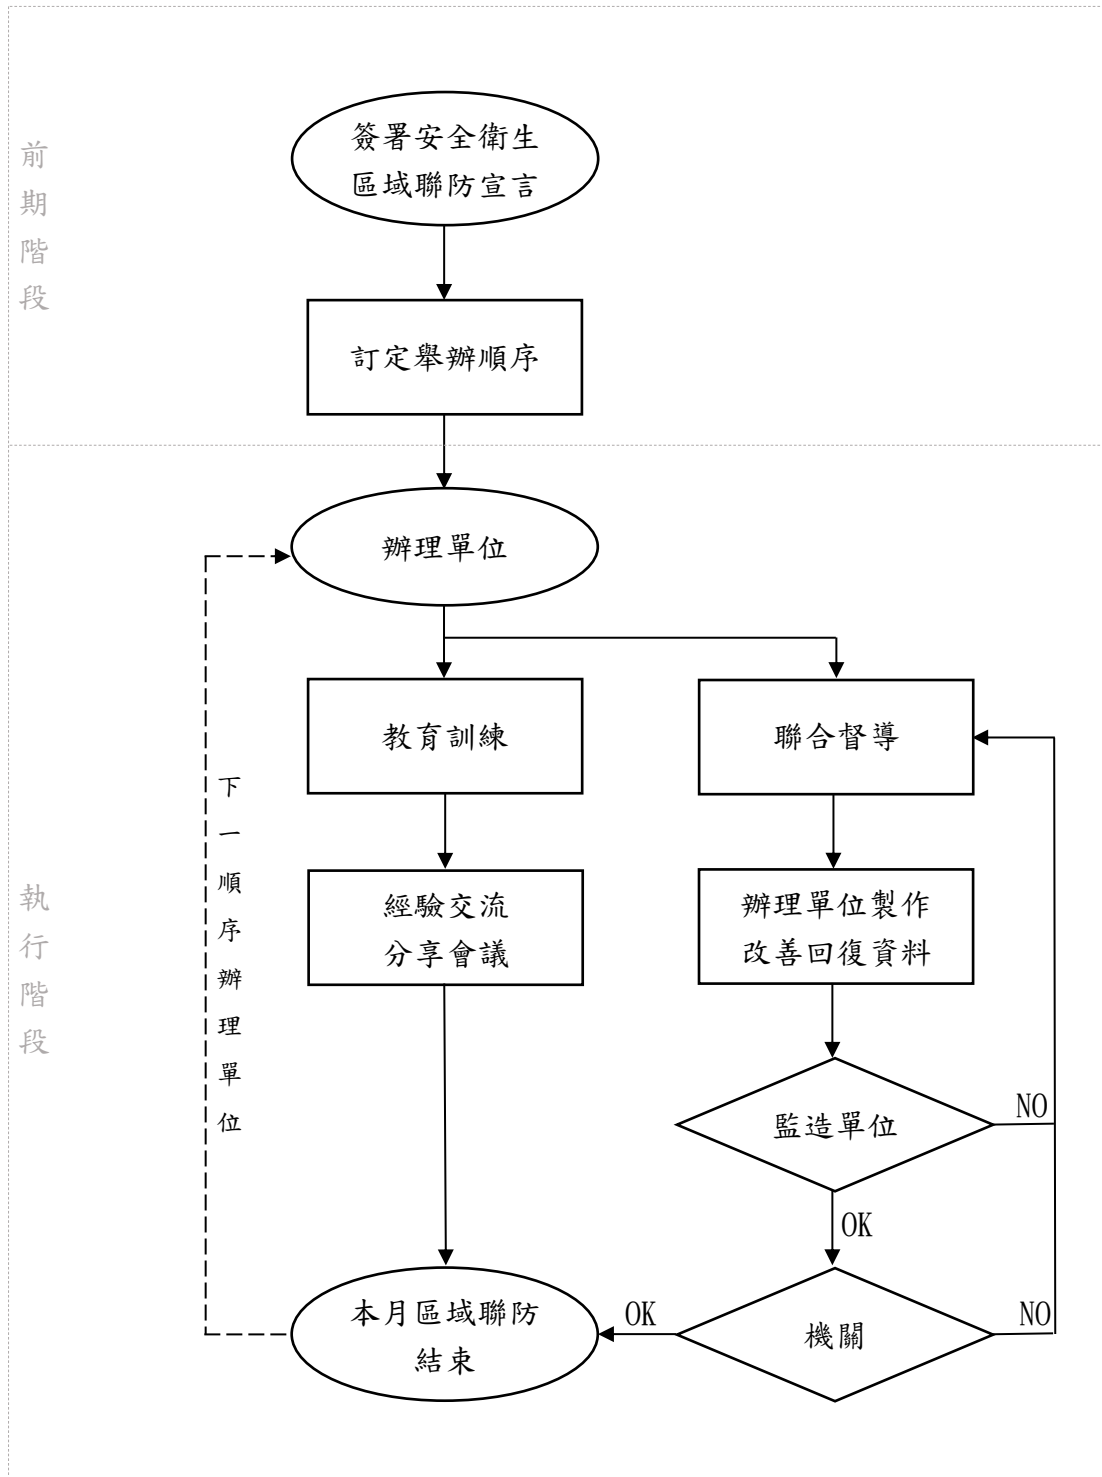 前期階段
簽署安全衛生
區域聯防宣言
訂定舉辦順序
執行階段
辦理單位
下一順序辦理單位
教育訓練
聯合督導
經驗交流
分享會議
辦理單位製作
改善回復資料
監造單位
NO
OK
機關
NO
OK
本月區域聯防
結束